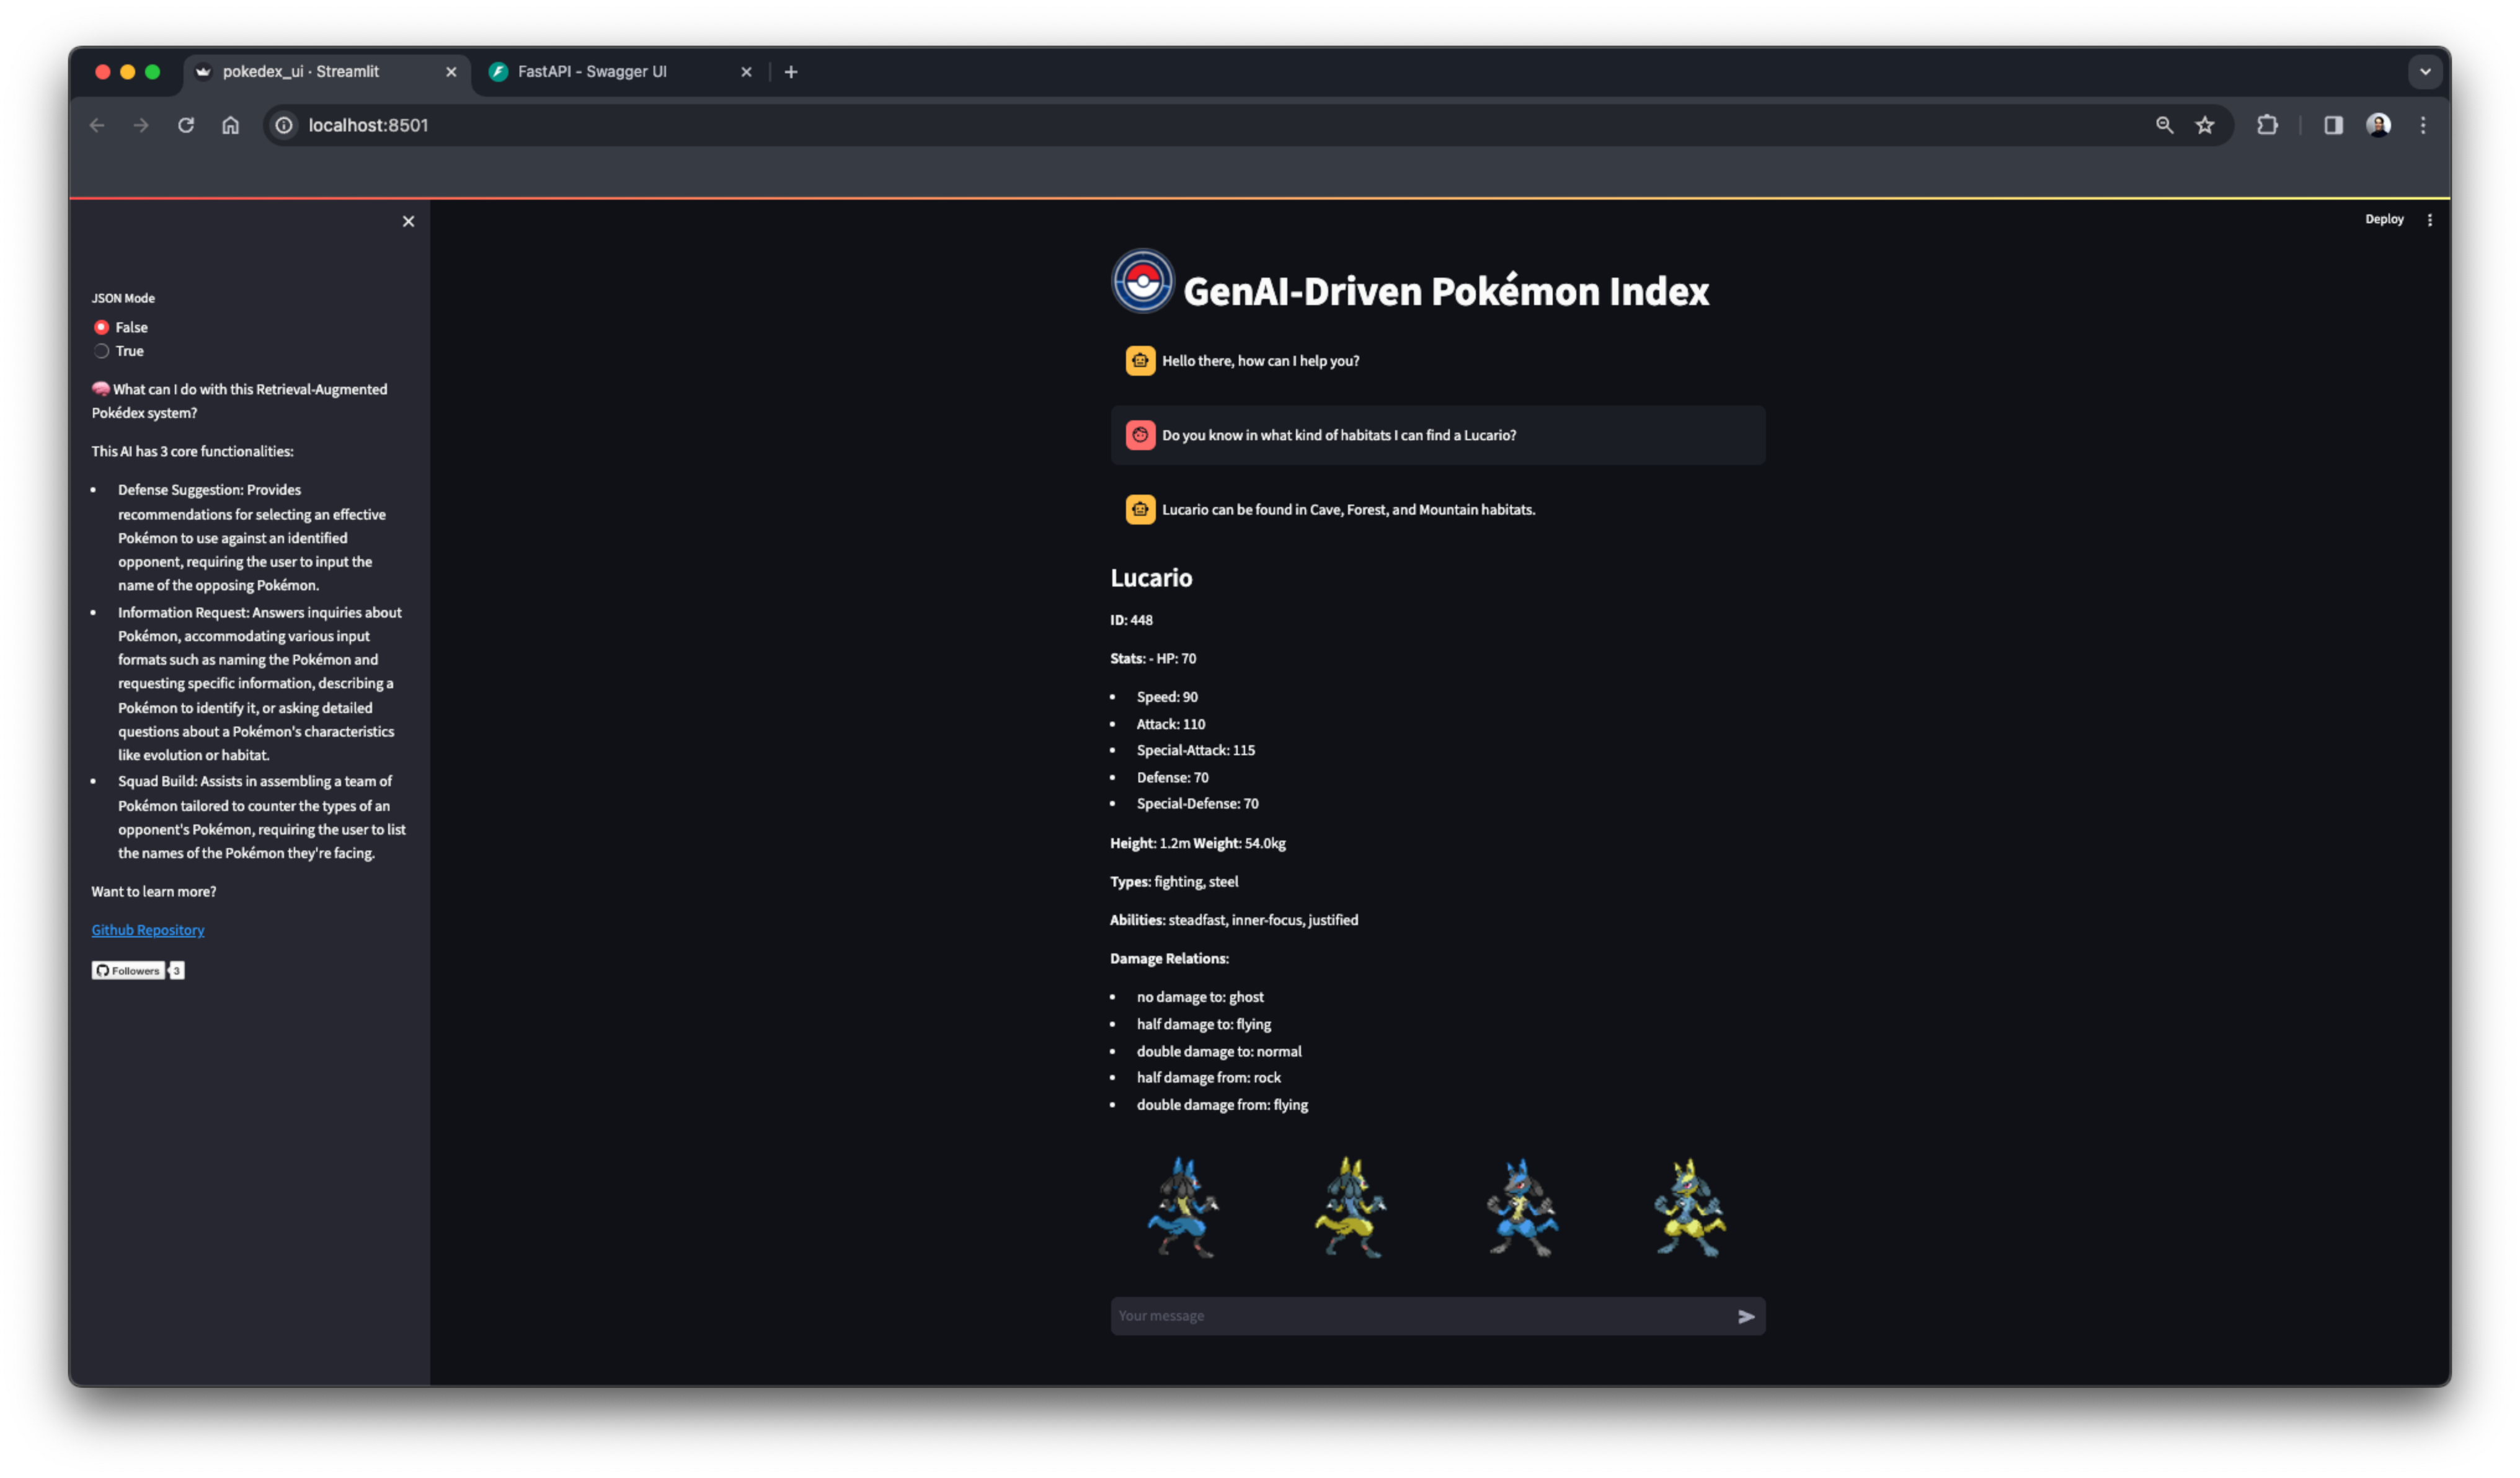 pokedex_ui · Streamlit
FastAPI - Swagger UI
localhost:8501
Deploy
JSON Mode
False
True
What can I do with this Retrieval-Augmented
Pokédex system?
This AI has 3 core functionalities:
• Defense Suggestion: Provides
recommendations for selecting an effective
Pokémon to use against an identified
opponent, requiring the user to input the
name of the opposing Pokémon.
• Information Request: Answers inquiries about
Pokémon, accommodating various input
formats such as naming the Pokémon and
requesting specific information, describing a
Pokémon to identify it, or asking detailed
questions about a Pokémon's characteristics
like evolution or habitat.
• Squad Build: Assists in assembling a team of
Pokémon tailored to counter the types of an
opponent's Pokémon, requiring the user to list
the names of the Pokémon they're facing.
Want to learn more?
Github Repository
Followers 3
GenAI-Driven Pokémon Index
Hello there, how can I help you?
Do you know in what kind of habitats I can find a Lucario?
Lucario can be found in Cave, Forest, and Mountain habitats.
Lucario
ID: 448
Stats: - HP: 70
• Speed: 90
• Attack: 110
• Special-Attack: 115
• Defense: 70
• Special-Defense: 70
Height: 1.2m Weight: 54.0kg
Types: fighting, steel
Abilities: steadfast, inner-focus, justified
Damage Relations:
• no damage to: ghost
• half damage to: flying
• double damage to: normal
• half damage from: rock
• double damage from: flying
Your message